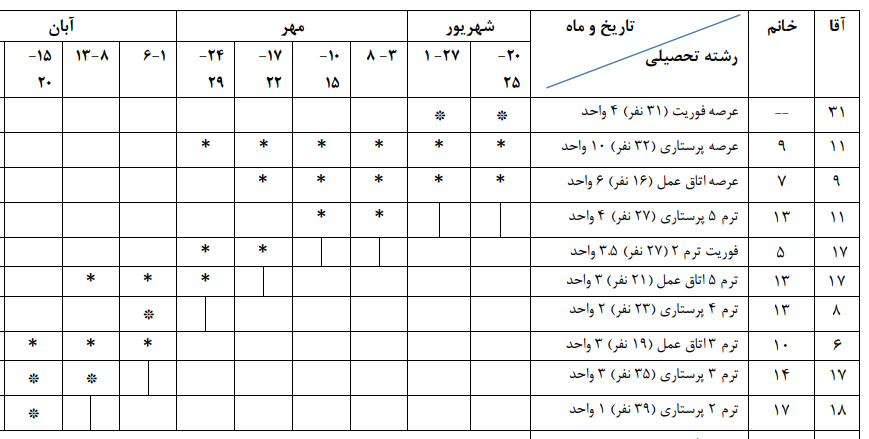 آقا خانم تاریخ و ماه شهریور مهر آبان
رشته تحصیلی ۲۰-۲۵ ۲۷-۱ ۳-۸ ۱۰-۱۵ ۱۷-۲۲ ۲۴-۲۹ ۱-۶ ۸-۱۳ ۱۵-۲۰
۳۱ -- عرصه فوریت (۳۱ نفر) ۴ واحد * *
۱۱ ۹ عرصه پرستاری (۳۲ نفر) ۱۰ واحد * * * * * *
۹ ۷ عرصه اتاق عمل (۱۶ نفر) ۶ واحد * * * * *
۱۱ ۱۳ ترم ۵ پرستاری (۲۷ نفر) ۴ واحد * *
۱۷ ۵ فوریت ترم ۲ (۲۷ نفر) ۳.۵ واحد * *
۱۷ ۱۳ ترم ۵ اتاق عمل (۲۱ نفر) ۳ واحد * * *
۸ ۱۳ ترم ۴ پرستاری (۲۳ نفر) ۲ واحد *
۶ ۱۰ ترم ۳ اتاق عمل (۱۹ نفر) ۳ واحد * * *
۱۷ ۱۴ ترم ۳ پرستاری (۳۵ نفر) ۳ واحد * *
۱۸ ۱۷ ترم ۲ پرستاری (۳۹ نفر) ۱ واحد *